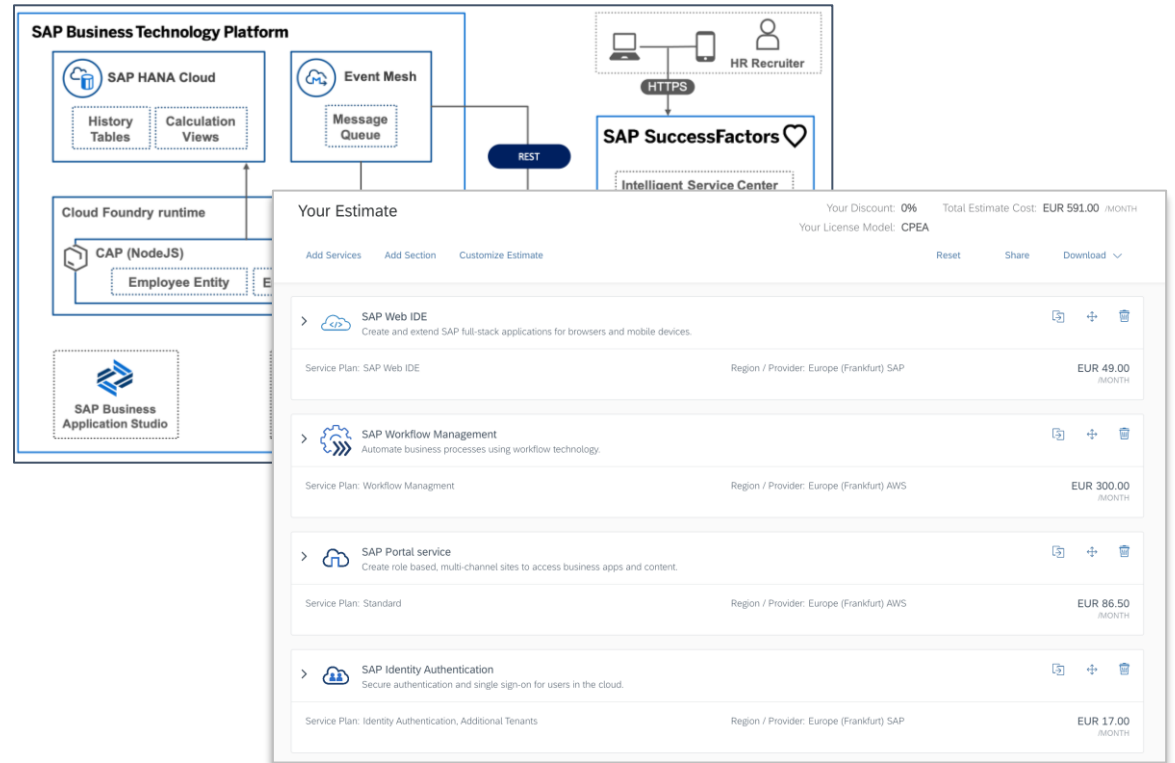 SAP Business Technology Platform
SAP HANA Cloud
History
Tables
Calculation
Views
Event Mesh
Message
Queue
REST
HR Recruiter
HTTPS
SAP SuccessFactors
Intelligent Service Center
Cloud Foundry runtime
CAP (NodeJS)
Employee Entity
E
SAP Business
Application Studio
Your Estimate
Your Discount: 0%
Total Estimate Cost: EUR 591.00 /MONTH
Your License Model: CPEA
Add Services
Add Section
Customize Estimate
Reset
Share
Download
SAP Web IDE
Create and extend SAP full-stack applications for browsers and mobile devices.
Service Plan: SAP Web IDE
Region / Provider: Europe (Frankfurt) SAP
EUR 49.00
/MONTH
SAP Workflow Management
Automate business processes using workflow technology.
Service Plan: Workflow Managment
Region / Provider: Europe (Frankfurt) AWS
EUR 300.00
/MONTH
SAP Portal service
Create role based, multi-channel sites to access business apps and content.
Service Plan: Standard
Region / Provider: Europe (Frankfurt) AWS
EUR 86.50
/MONTH
SAP Identity Authentication
Secure authentication and single sign-on for users in the cloud.
Service Plan: Identity Authentication, Additional Tenants
Region / Provider: Europe (Frankfurt) SAP
EUR 17.00
/MONTH